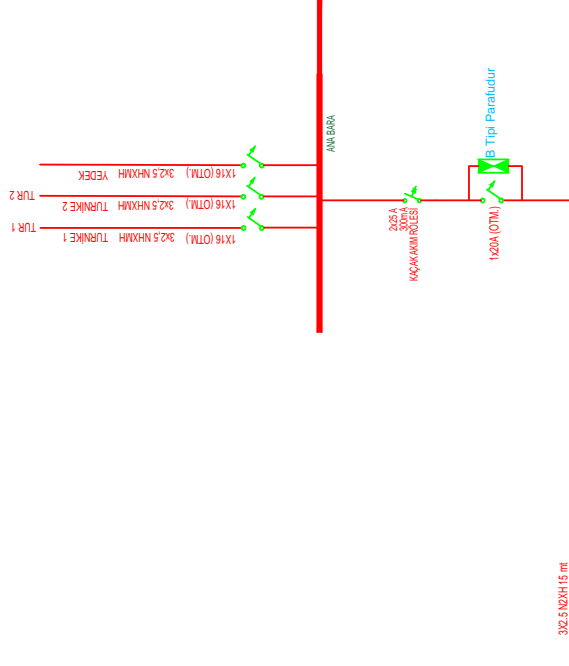 YEDEK 3x2,5 NHXMH 1X16 (OTM.)
TUR 2 TURNİKE 2 3x2,5 NHXMH 1X16 (OTM.)
TUR 1 TURNİKE 1 3x2,5 NHXMH 1X16 (OTM.)
ANA BARA
2x25 A
300mA
KAÇAK AKIM RÖLESİ
B Tipi Parafudur
1x20A (OTM.)
3X2.5 N2XH 15 mt